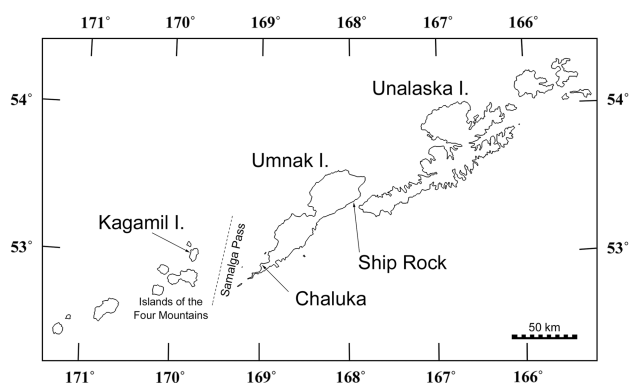 171° 170° 169° 168° 167° 166°
54° 54°
Unalaska I.
Umnak I.
Kagamil I.
Samalga Pass
53° 53°
Ship Rock
Chaluka
Islands of the
Four Mountains
50 km
171° 170° 169° 168° 167° 166°